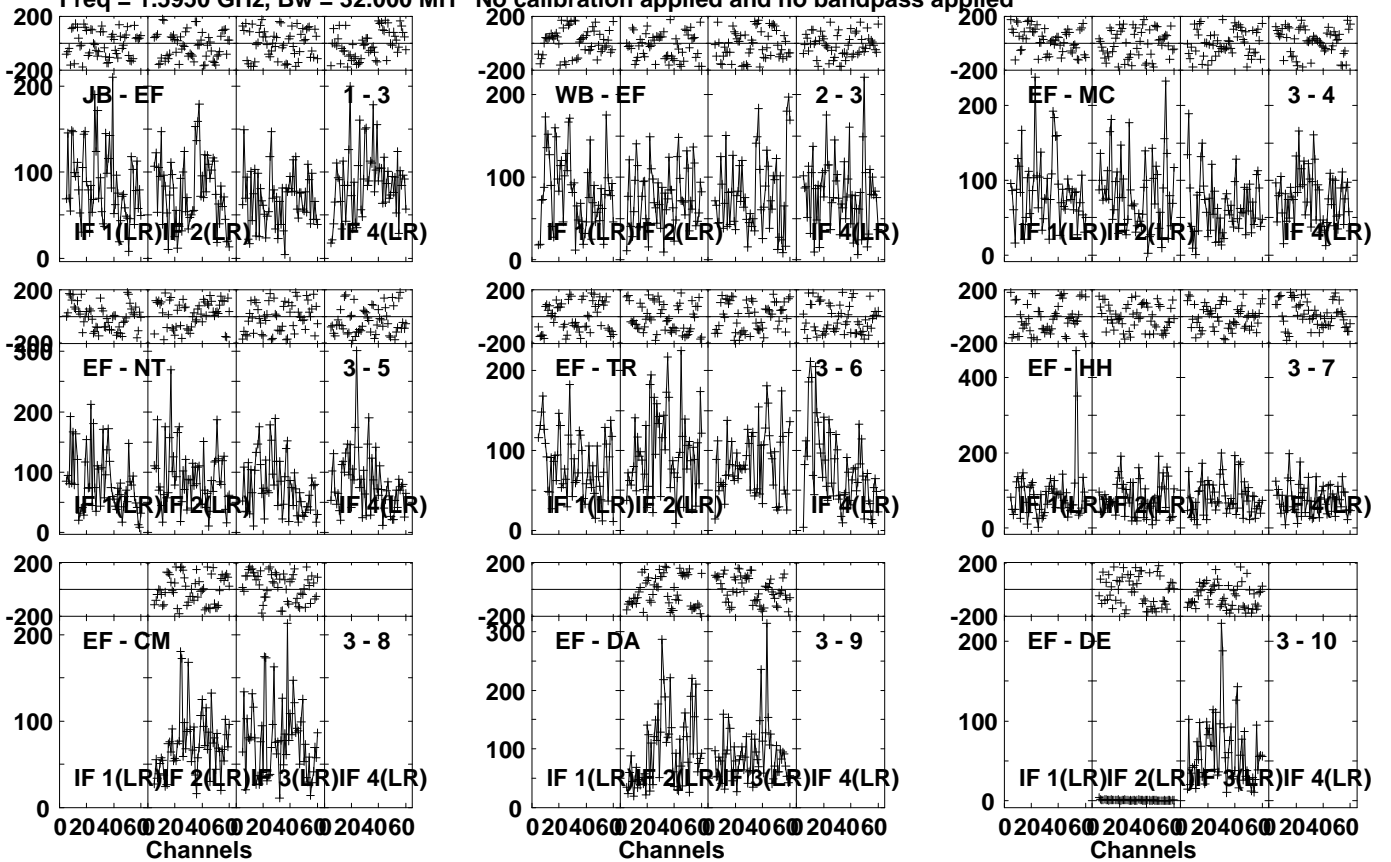 Freq = 1.5950 GHz, Bw = 32.000 MH No calibration applied and no bandpass applied
200
-200
200
100
0
JB - EF 1 - 3
IF 1(LR) IF 2(LR) IF 4(LR)
200
-200
200
100
0
WB - EF 2 - 3
IF 1(LR) IF 2(LR) IF 4(LR)
200
-200
200
100
0
EF - MC 3 - 4
IF 1(LR) IF 2(LR) IF 4(LR)
200
-200
300
200
100
0
EF - NT 3 - 5
IF 1(LR) IF 2(LR) IF 4(LR)
200
-200
200
100
0
EF - TR 3 - 6
IF 1(LR) IF 2(LR) IF 4(LR)
200
-200
400
200
0
EF - HH 3 - 7
IF 1(LR) IF 2(LR) IF 4(LR)
200
-200
200
100
0
EF - CM 3 - 8
IF 1(LR) IF 2(LR) IF 3(LR) IF 4(LR)
0 20 40 60 0 20 40 60 0 20 40 60 0 20 40 60
Channels
200
-200
300
200
100
0
EF - DA 3 - 9
IF 1(LR) IF 2(LR) IF 3(LR) IF 4(LR)
0 20 40 60 0 20 40 60 0 20 40 60 0 20 40 60
Channels
200
-200
200
100
0
EF - DE 3 - 10
IF 1(LR) IF 2(LR) IF 3(LR) IF 4(LR)
0 20 40 60 0 20 40 60 0 20 40 60 0 20 40 60
Channels